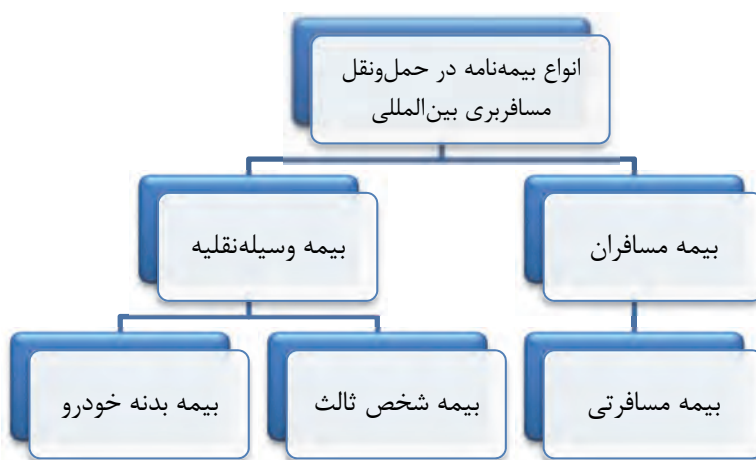 انواع بیمه‌نامه در حمل‌ونقل
مسافربری بین‌المللی
بیمه مسافران
بیمه وسیله‌نقلیه
بیمه مسافرتی
بیمه شخص ثالث
بیمه بدنه خودرو